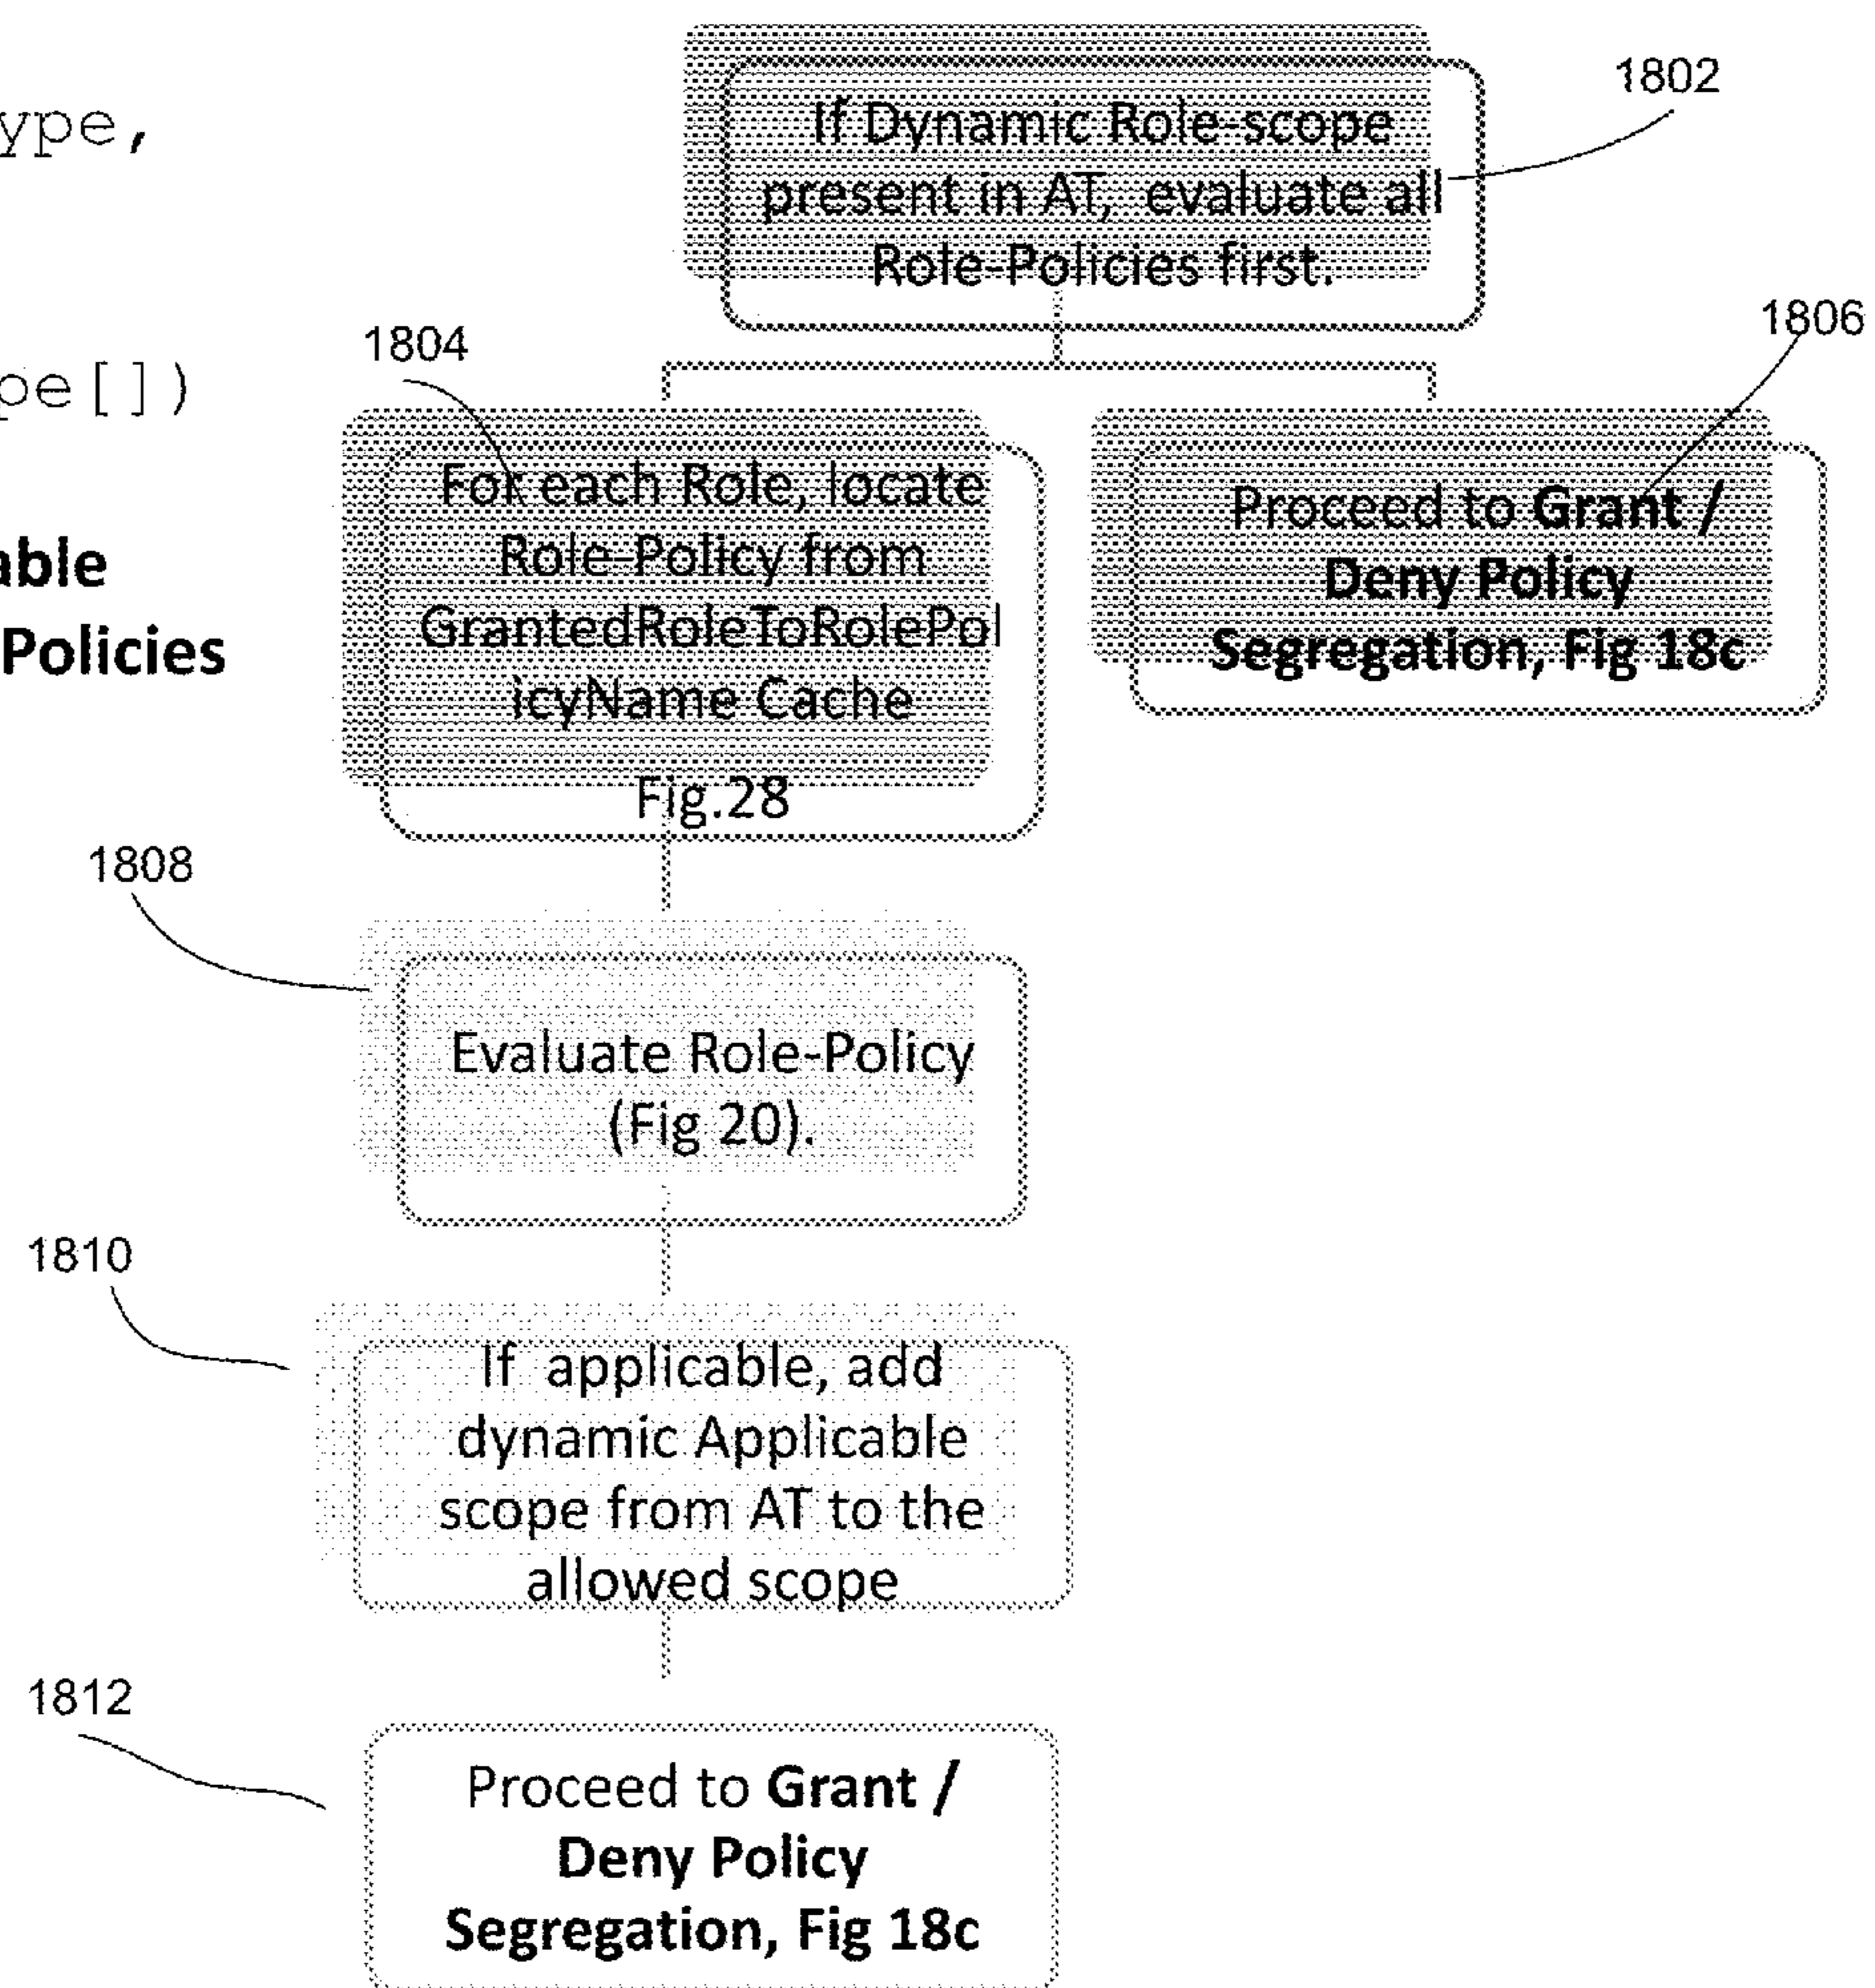 ype,
pe[])
able
Policies
1802
If Dynamic Role-scope
present in AT, evaluate all
Role-Policies first.
1804
For each Role, locate
Role-Policy from
GrantedRoleToRolePol
icyName Cache
Fig.28
1806
Proceed to Grant /
Deny Policy
Segregation, Fig 18c
1808
Evaluate Role-Policy
(Fig 20).
1810
If applicable, add
dynamic Applicable
scope from AT to the
allowed scope
1812
Proceed to Grant /
Deny Policy
Segregation, Fig 18c